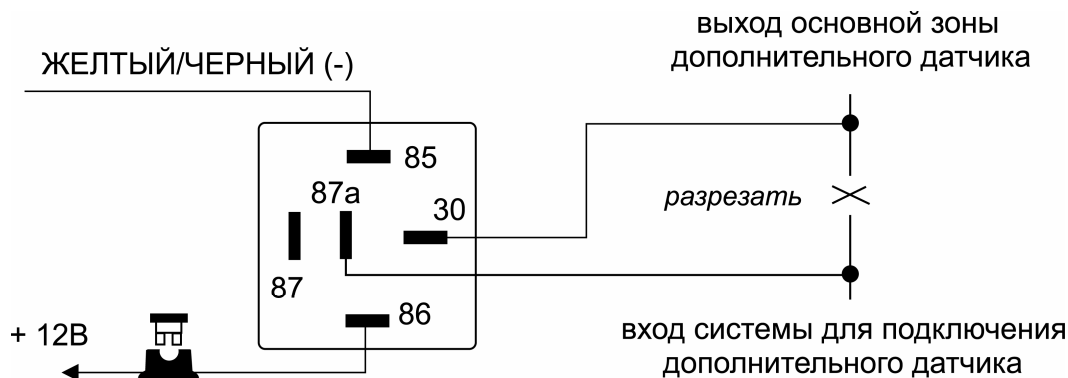 выход основной зоны
дополнительного датчика
ЖЕЛТЫЙ/ЧЕРНЫЙ (-)
85
87а
30
разрезать
87
86
+ 12В
вход системы для подключения
дополнительного датчика